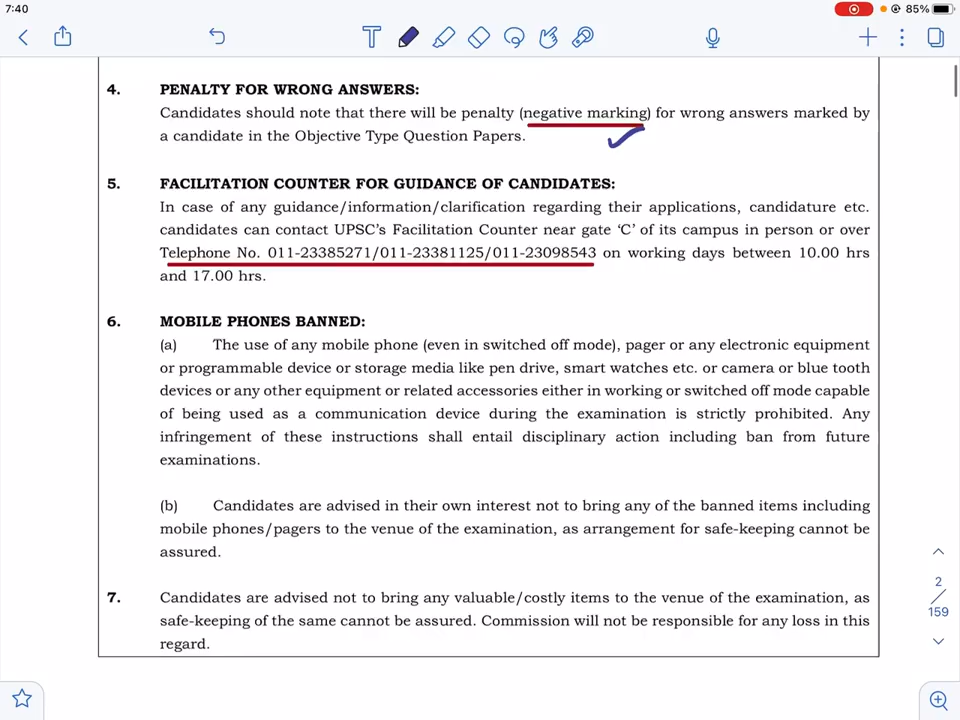 7:40
85%
4. PENALTY FOR WRONG ANSWERS:
Candidates should note that there will be penalty (negative marking) for wrong answers marked by
a candidate in the Objective Type Question Papers.
5. FACILITATION COUNTER FOR GUIDANCE OF CANDIDATES:
In case of any guidance/information/clarification regarding their applications, candidature etc.
candidates can contact UPSC's Facilitation Counter near gate 'C' of its campus in person or over
Telephone No. 011-23385271/011-23381125/011-23098543 on working days between 10.00 hrs
and 17.00 hrs.
6. MOBILE PHONES BANNED:
(a) The use of any mobile phone (even in switched off mode), pager or any electronic equipment
or programmable device or storage media like pen drive, smart watches etc. or camera or blue tooth
devices or any other equipment or related accessories either in working or switched off mode capable
of being used as a communication device during the examination is strictly prohibited. Any
infringement of these instructions shall entail disciplinary action including ban from future
examinations.
(b) Candidates are advised in their own interest not to bring any of the banned items including
mobile phones/pagers to the venue of the examination, as arrangement for safe-keeping cannot be
assured.
7. Candidates are advised not to bring any valuable/costly items to the venue of the examination, as
safe-keeping of the same cannot be assured. Commission will not be responsible for any loss in this
regard.
2
/
159